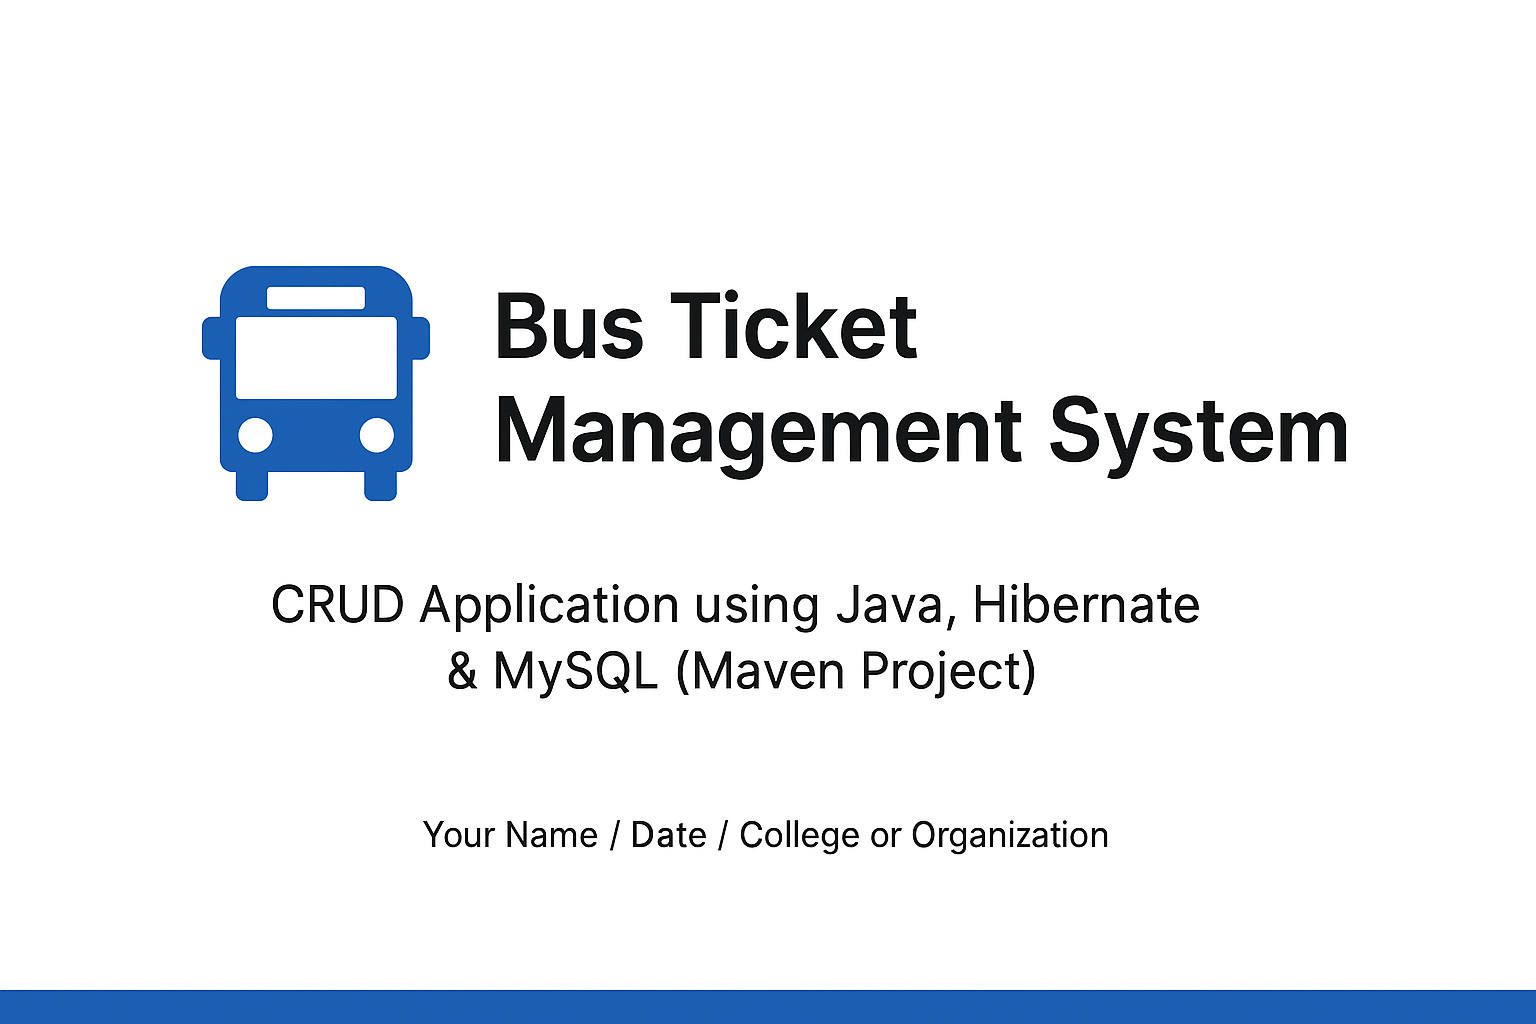 Bus Ticket
Management System
CRUD Application using Java, Hibernate
& MySQL (Maven Project)
Your Name / Date / College or Organization